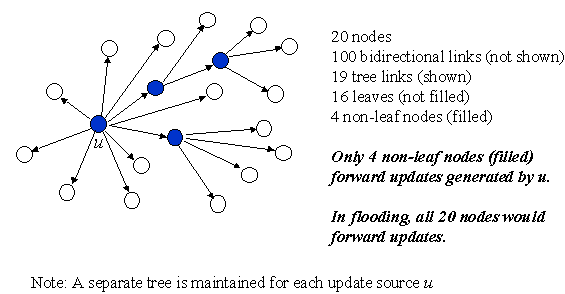 20 nodes
100 bidirectional links (not shown)
19 tree links (shown)
16 leaves (not filled)
4 non-leaf nodes (filled)
u
Only 4 non-leaf nodes (filled)
forward updates generated by u.
In flooding, all 20 nodes would
forward updates.
Note: A separate tree is maintained for each update source u